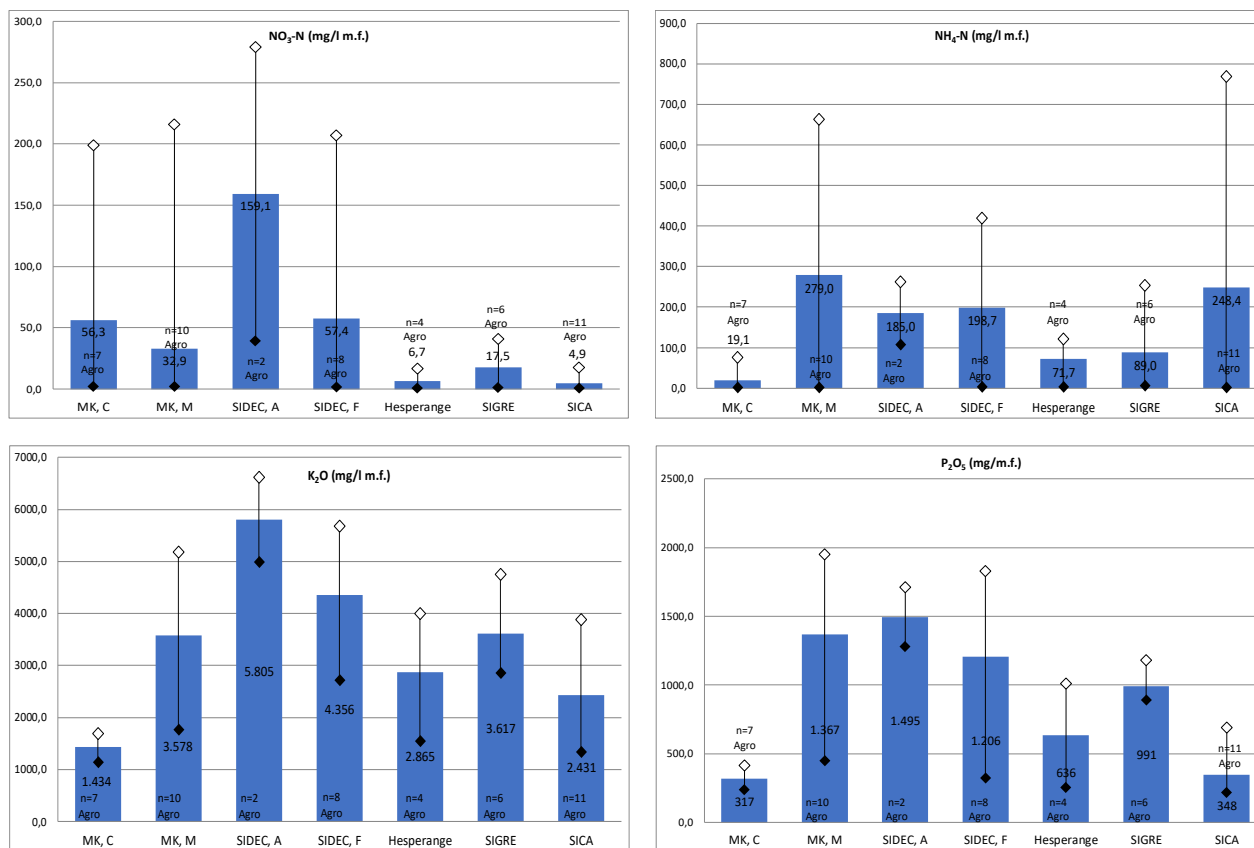 NO₃-N (mg/l m.f.)
300,0
250,0
200,0
150,0
100,0
50,0
0,0
56,3
n=7
Agro
n=10
Agro
32,9
159,1
n=2
Agro
57,4
n=8
Agro
n=4
Agro
6,7
n=6
Agro
17,5
n=11
Agro
4,9
MK, C MK, M SIDEC, A SIDEC, F Hesperange SIGRE SICA
NH₄-N (mg/l m.f.)
900,0
800,0
700,0
600,0
500,0
400,0
300,0
200,0
100,0
0,0
n=7
Agro
19,1
279,0
n=10
Agro
185,0
n=2
Agro
198,7
n=8
Agro
n=4
Agro
71,7
n=6
Agro
89,0
248,4
n=11
Agro
MK, C MK, M SIDEC, A SIDEC, F Hesperange SIGRE SICA
K₂O (mg/l m.f.)
7000,0
6000,0
5000,0
4000,0
3000,0
2000,0
1000,0
0,0
1.434
n=7
Agro
3.578
n=10
Agro
5.805
n=2
Agro
4.356
n=8
Agro
2.865
n=4
Agro
3.617
n=6
Agro
2.431
n=11
Agro
MK, C MK, M SIDEC, A SIDEC, F Hesperange SIGRE SICA
P₂O₅ (mg/m.f.)
2500,0
2000,0
1500,0
1000,0
500,0
0,0
n=7
Agro
317
1.367
n=10
Agro
1.495
n=2
Agro
1.206
n=8
Agro
636
n=4
Agro
991
n=6
Agro
n=11
Agro
348
MK, C MK, M SIDEC, A SIDEC, F Hesperange SIGRE SICA